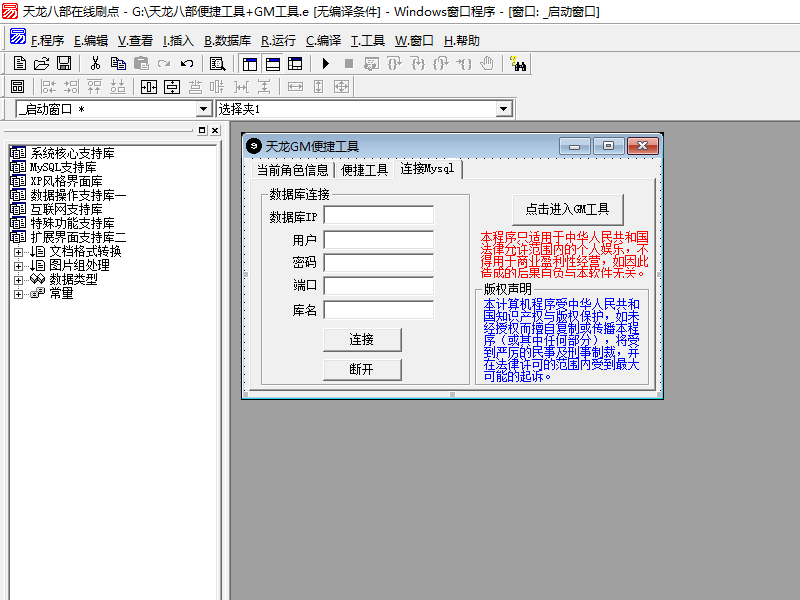 天龙八部在线刷点 - G:\天龙八部便捷工具+GM工具.e [无编译条件] - Windows窗口程序 - [窗口: _启动窗口]
F.程序 E.编辑 V.查看 I.插入 B.数据库 R.运行 C.编译 T.工具 W.窗口 H.帮助
_启动窗口 *
选择夹1
系统核心支持库
MySQL支持库
XP风格界面库
数据操作支持库一
互联网支持库
特殊功能支持库
扩展界面支持库二
文档格式转换
图片组处理
数据类型
常量
天龙GM便捷工具
当前角色信息 便捷工具 连接Mysql
数据库连接
数据库IP
用户
密码
端口
库名
连接
断开
点击进入GM工具
本程序只适用于中华人民共和国
法律允许范围内的个人娱乐，不
得用于商业盈利性经营，如因此
造成的后果自负与本软件无关。
版权声明
本计算机程序受中华人民共和
国知识产权与版权保护，如未
经授权而擅自复制或传播本程
序（或其中任何部分），将受
到严厉的民事及刑事制裁，并
在法律许可的范围内受到最大
可能的起诉。